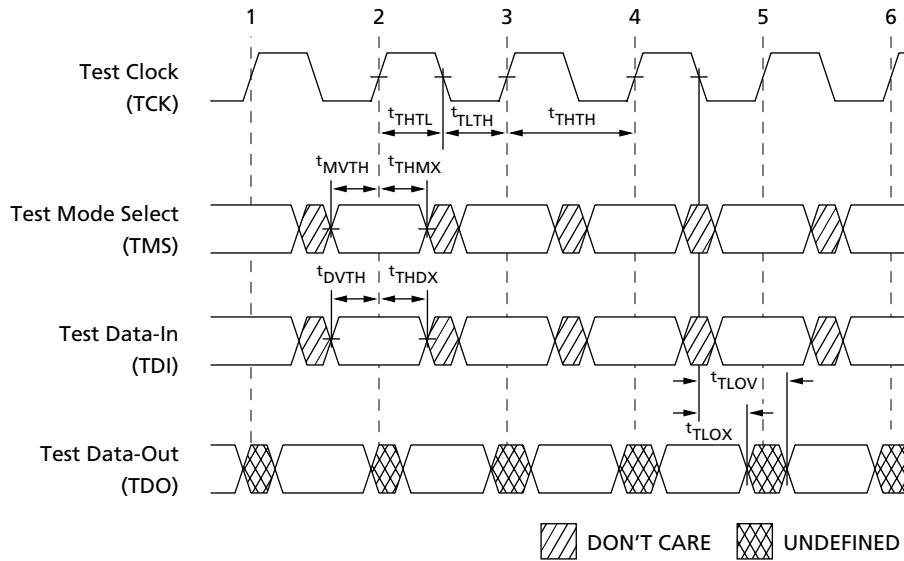 1 2 3 4 5 6
Test Clock
(TCK)
tTHTL tTLTH tTHTH
tMVTH tTHMX
Test Mode Select
(TMS)
tDVTH tTHDX
Test Data-In
(TDI)
tTLOV
tTLOX
Test Data-Out
(TDO)
DON'T CARE UNDEFINED